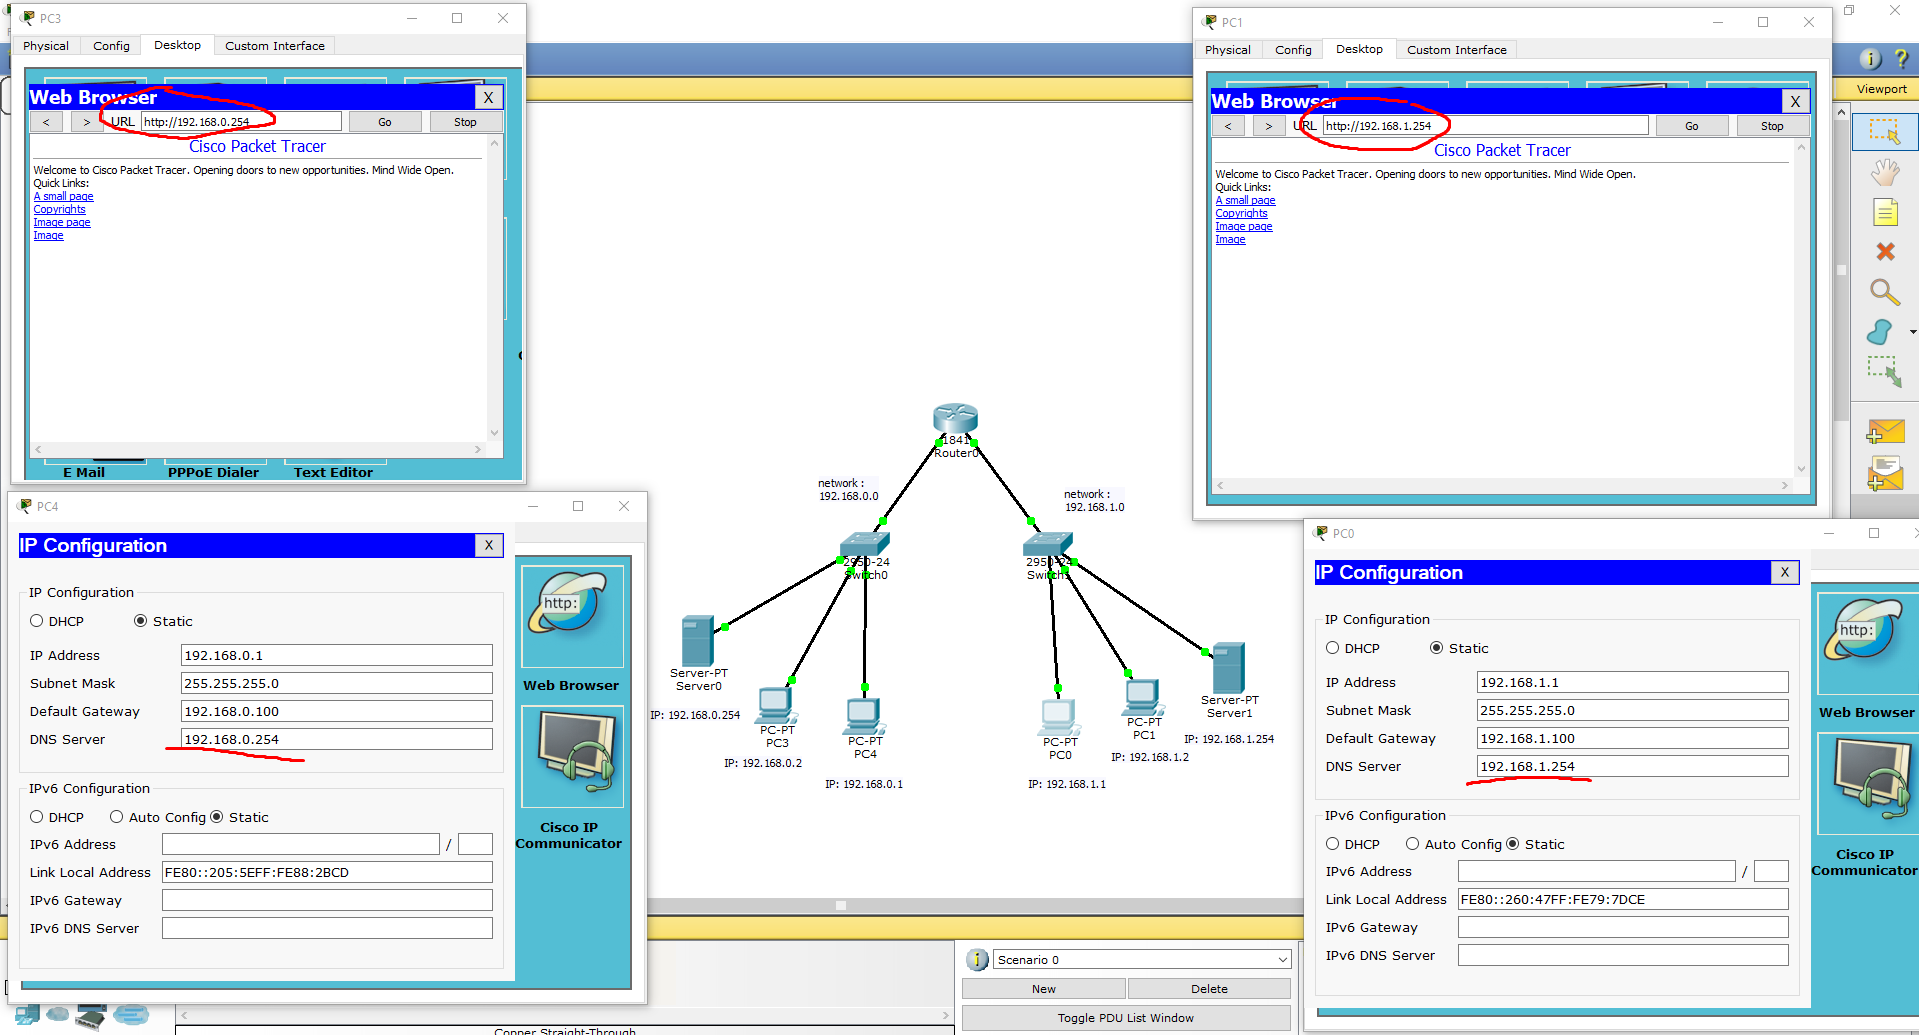 PC3
Physical Config Desktop Custom Interface
Web Browser X
< > URL http://192.168.0.254 Go Stop
Cisco Packet Tracer
Welcome to Cisco Packet Tracer. Opening doors to new opportunities. Mind Wide Open.
Quick Links:
A small page
Copyrights
Image page
Image
E Mail PPPoE Dialer Text Editor
PC1
Physical Config Desktop Custom Interface
Web Browser X
< > URL http://192.168.1.254 Go Stop
Cisco Packet Tracer
Welcome to Cisco Packet Tracer. Opening doors to new opportunities. Mind Wide Open.
Quick Links:
A small page
Copyrights
Image page
Image
Viewport
1841
Router0
network :
192.168.0.0
network :
192.168.1.0
2950-24
Switch0
2950-24
Switch1
Server-PT
Server0
IP: 192.168.0.254
PC-PT
PC3
IP: 192.168.0.2
PC-PT
PC4
IP: 192.168.0.1
PC-PT
PC0
IP: 192.168.1.1
PC-PT
PC1
IP: 192.168.1.2
Server-PT
Server1
IP: 192.168.1.254
PC4
IP Configuration X
IP Configuration
DHCP Static
IP Address 192.168.0.1
Subnet Mask 255.255.255.0
Default Gateway 192.168.0.100
DNS Server 192.168.0.254
IPv6 Configuration
DHCP Auto Config Static
IPv6 Address /
Link Local Address FE80::205:5EFF:FE88:2BCD
IPv6 Gateway
IPv6 DNS Server
http:
Web Browser
Cisco IP
Communicator
PC0
IP Configuration X
IP Configuration
DHCP Static
IP Address 192.168.1.1
Subnet Mask 255.255.255.0
Default Gateway 192.168.1.100
DNS Server 192.168.1.254
IPv6 Configuration
DHCP Auto Config Static
IPv6 Address /
Link Local Address FE80::260:47FF:FE79:7DCE
IPv6 Gateway
IPv6 DNS Server
http:
Web Browser
Cisco IP
Communicator
Scenario 0
New Delete
Toggle PDU List Window
Copper Straight-Through